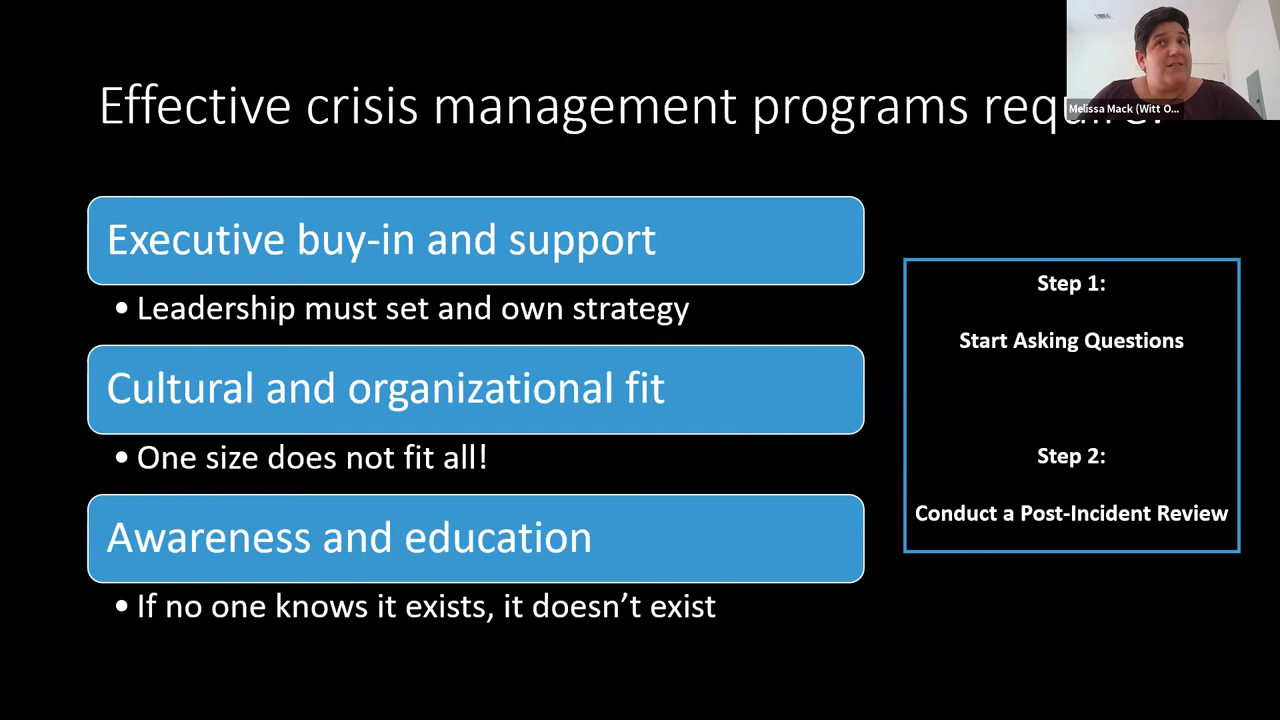 Effective crisis management programs require:
Melissa Mack (Witt O...
Executive buy-in and support
• Leadership must set and own strategy
Cultural and organizational fit
• One size does not fit all!
Awareness and education
• If no one knows it exists, it doesn’t exist
Step 1:
Start Asking Questions
Step 2:
Conduct a Post-Incident Review